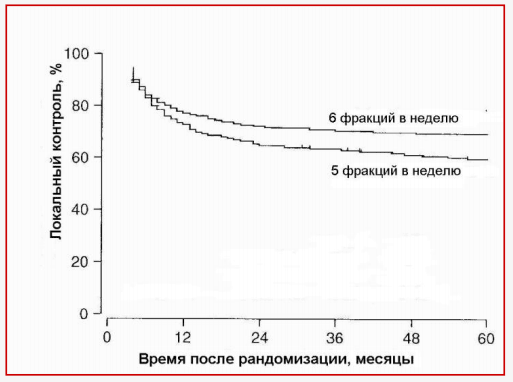 100
80
60
40
20
0
Локальный контроль, %
6 фракций в неделю
5 фракций в неделю
0 12 24 36 48 60
Время после рандомизации, месяцы